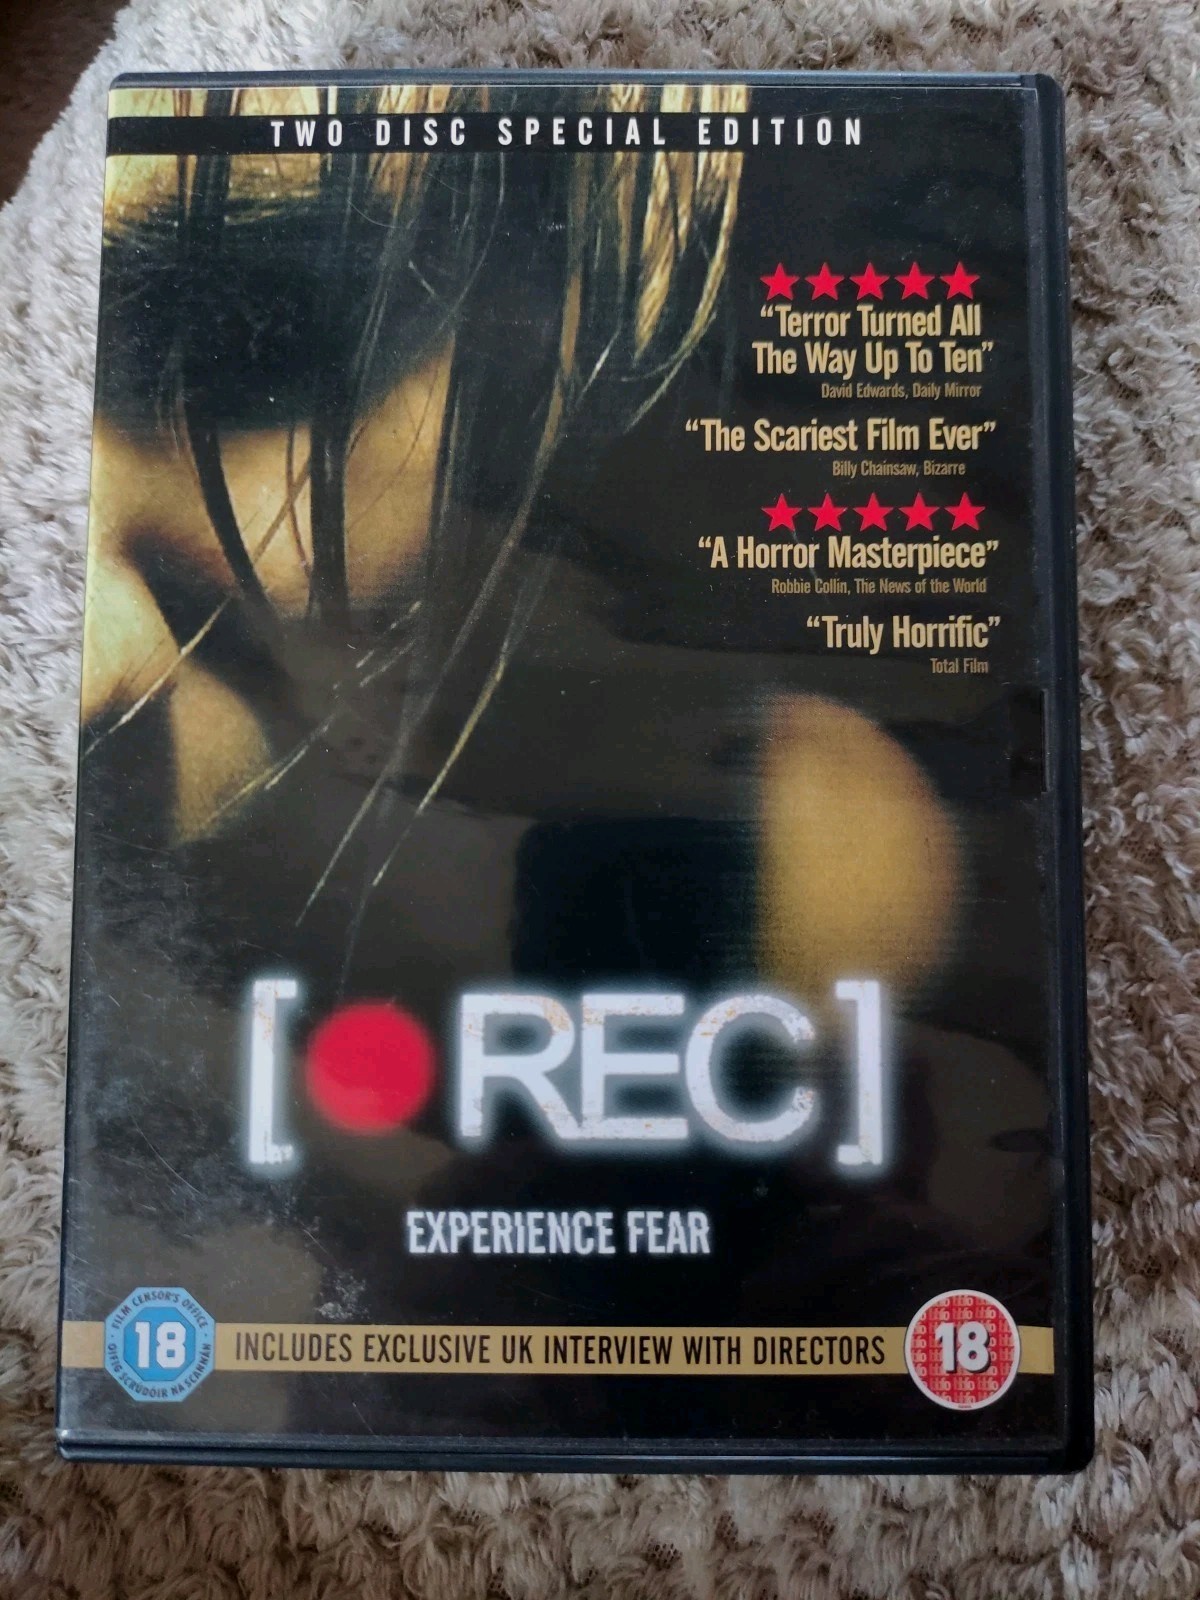 TWO DISC SPECIAL EDITION
“Terror Turned All
The Way Up To Ten”
David Edwards, Daily Mirror
“The Scariest Film Ever”
Billy Chainsaw, Bizarre
“A Horror Masterpiece”
Robbie Collin, The News of the World
“Truly Horrific”
Total Film
[●REC]
EXPERIENCE FEAR
FILM CENSOR'S OFFICE
18
OIFIG SCRÚDÓIR NA SCANNÁN
INCLUDES EXCLUSIVE UK INTERVIEW WITH DIRECTORS
18